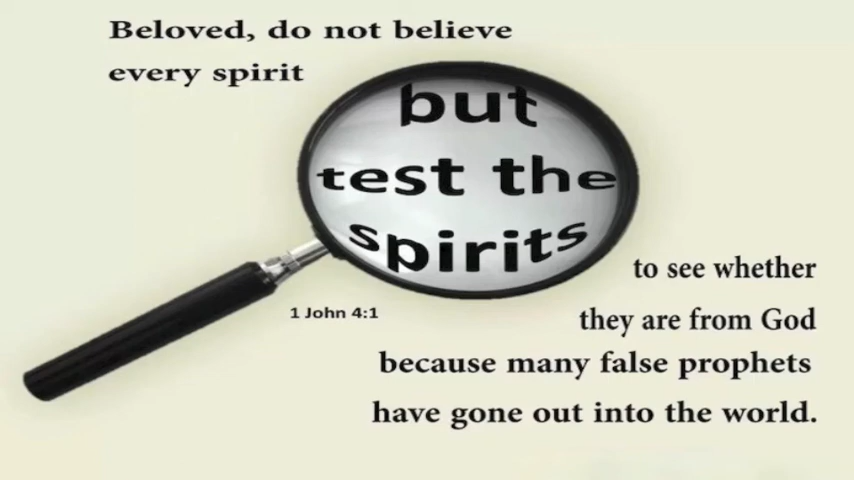 Beloved, do not believe
every spirit
but
test the
spirits
to see whether
they are from God
because many false prophets
have gone out into the world.
1 John 4:1